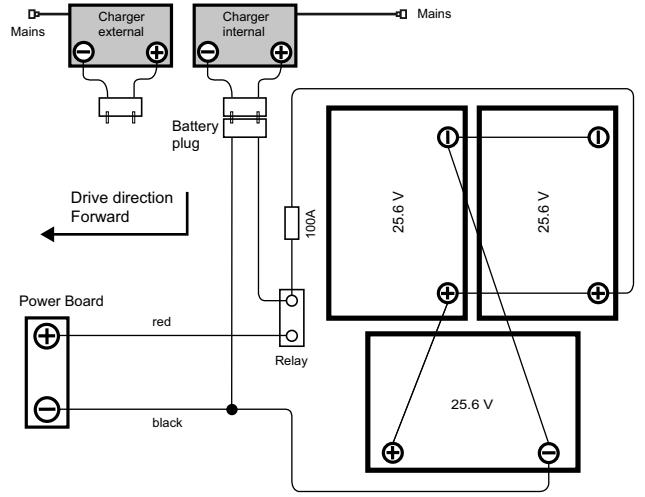 Mains
Charger
external
Charger
internal
Mains
Battery
plug
Drive direction
Forward
100A
25.6 V
25.6 V
Power Board
red
Relay
25.6 V
black